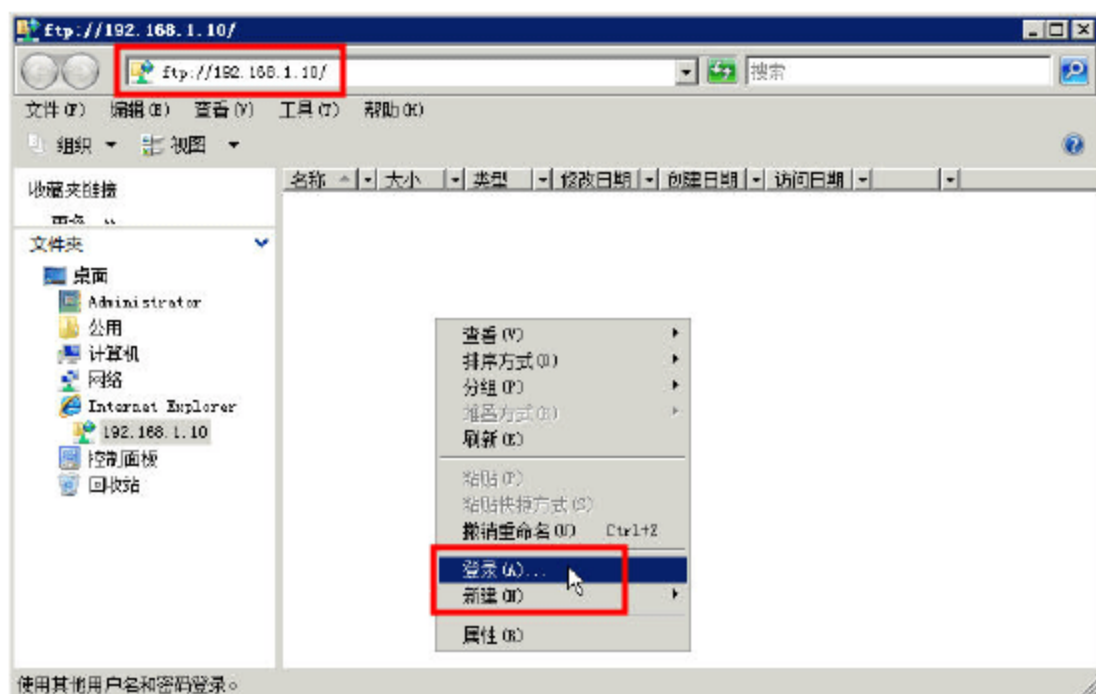 ftp://192.168.1.10/
ftp://192.168.1.10/
搜索
文件(F) 编辑(E) 查看(V) 工具(T) 帮助(H)
组织 视图
收藏夹链接
名称 大小 类型 修改日期 创建日期 访问日期
文件夹
桌面
Administrator
公用
计算机
网络
Internet Explorer
192.168.1.10
控制面板
回收站
查看(V)
排序方式(O)
分组(P)
堆叠方式(B)
刷新(E)
粘贴(P)
粘贴快捷方式(S)
撤销重命名(U) Ctrl+Z
登录(A)...
新建(W)
属性(R)
使用其他用户名和密码登录。